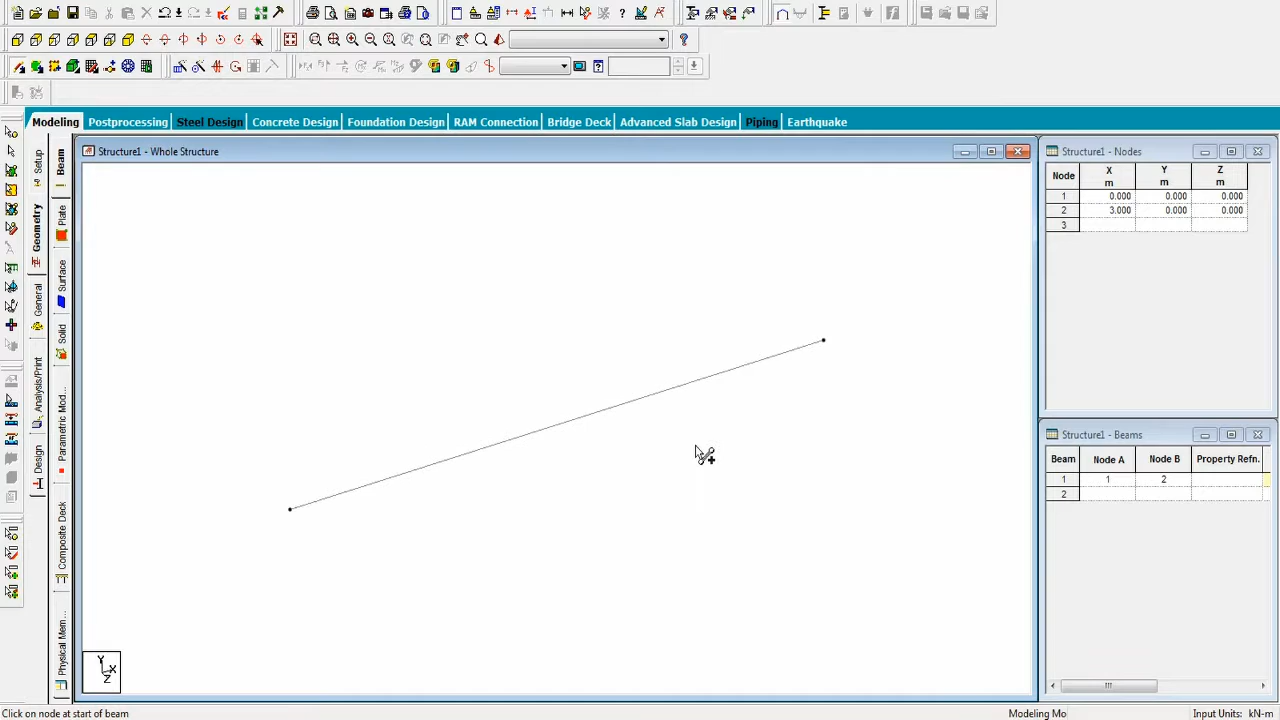 Modeling Postprocessing Steel Design Concrete Design Foundation Design RAM Connection Bridge Deck Advanced Slab Design Piping Earthquake
Setup
Geometry
General
Analysis/Print
Design
Beam
Plate
Surface
Solid
Parametric Mod...
Composite Deck
Physical Mem...
Structure1 - Whole Structure
Y
X
Z
Structure1 - Nodes
Node X m Y m Z m
1 0.000 0.000 0.000
2 3.000 0.000 0.000
3
Structure1 - Beams
Beam Node A Node B Property Refn.
1 1 2
2
Click on node at start of beam Modeling Mo Input Units: kN-m